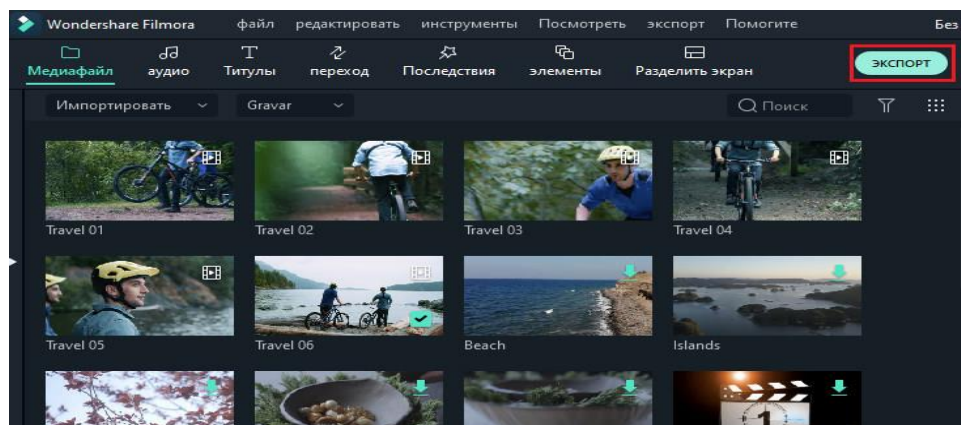 Wondershare Filmora файл редактировать инструменты Посмотреть экспорт Помогите Без
Медиафайл аудио Титулы переход Последствия элементы Разделить экран ЭКСПОРТ
Импортировать Gravar Поиск
Travel 01 Travel 02 Travel 03 Travel 04
Travel 05 Travel 06 Beach Islands
1